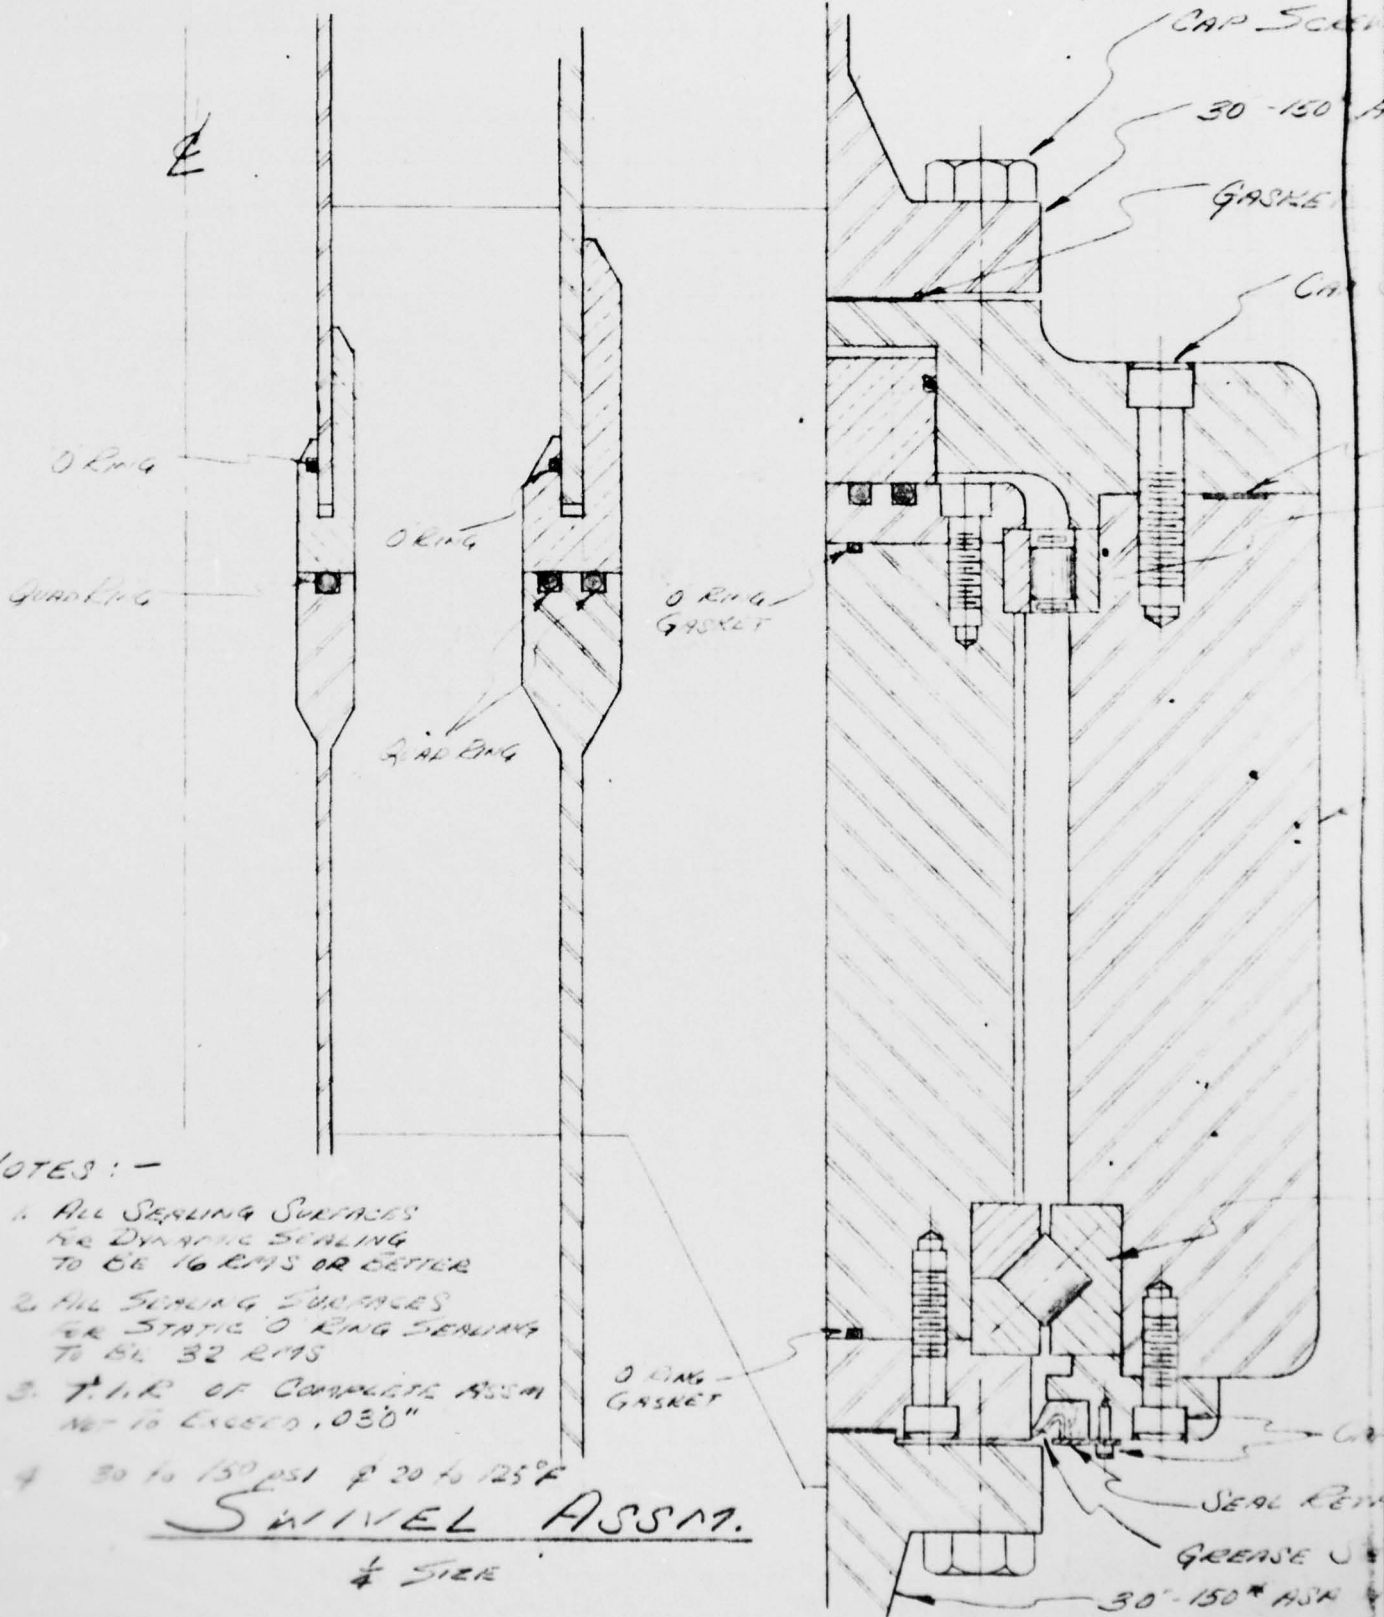 CAP SCREW
30"-150#
GASKET
CAP
O RING
O RING
QUAD RING
O RING
GASKET
QUAD RING
NOTES:-
1. ALL SEALING SURFACES
FOR DYNAMIC SEALING
TO BE 16 RMS OR BETTER
2. ALL SEALING SURFACES
FOR STATIC O RING SEALING
TO BE 32 RMS
3. T.I.R OF COMPLETE ASSM
NOT TO EXCEED .030"
4 30 to 150 psi & 20 to 125°F
SWIVEL ASSM.
1/4 SIZE
O RING
GASKET
SEAL
GREASE
30"-150# ASA